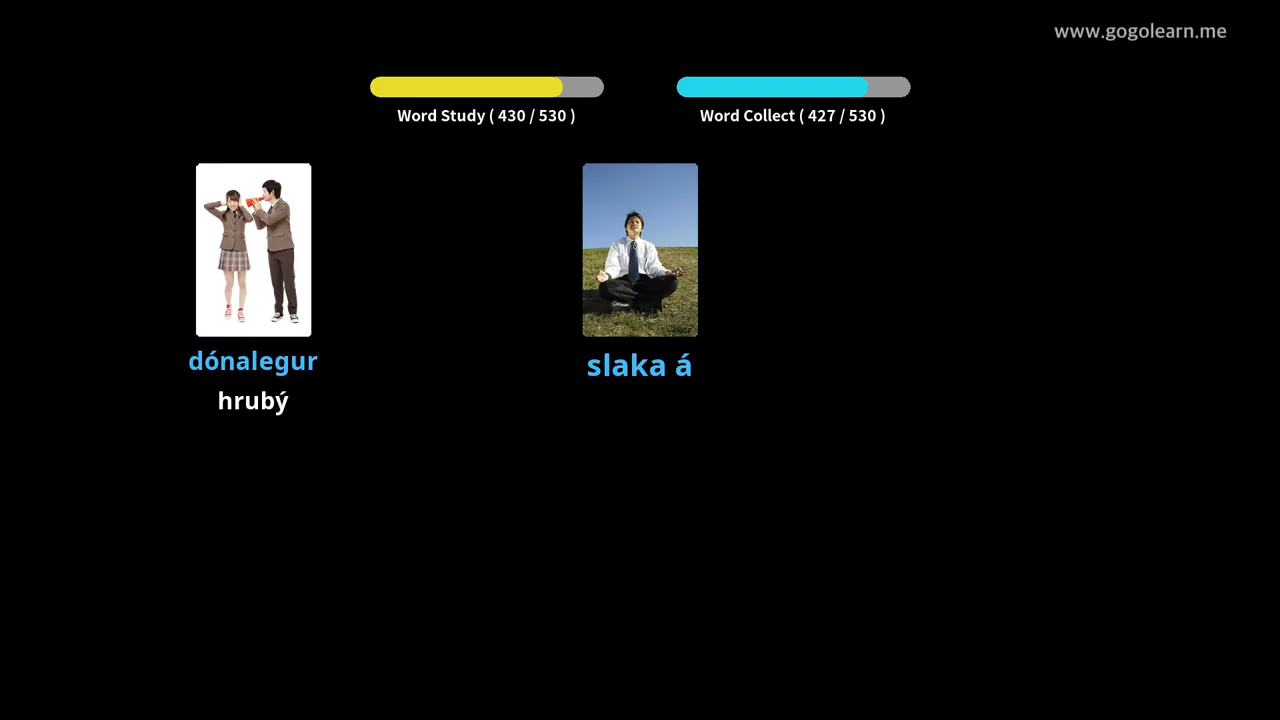 www.gogolearn.me
Word Study ( 430 / 530 )
Word Collect ( 427 / 530 )
dónalegur
hrubý
slaka á